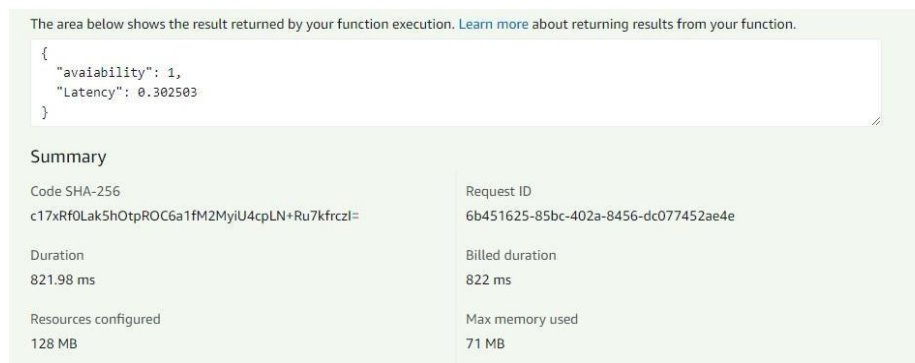 The area below shows the result returned by your function execution. Learn more about returning results from your function.
{
"avaiability": 1,
"Latency": 0.302503
}
Summary
Code SHA-256
c17xRf0Lak5hOtpROC6a1fM2MyiU4cpLN+Ru7kfrczI=
Request ID
6b451625-85bc-402a-8456-dc077452ae4e
Duration
821.98 ms
Billed duration
822 ms
Resources configured
128 MB
Max memory used
71 MB